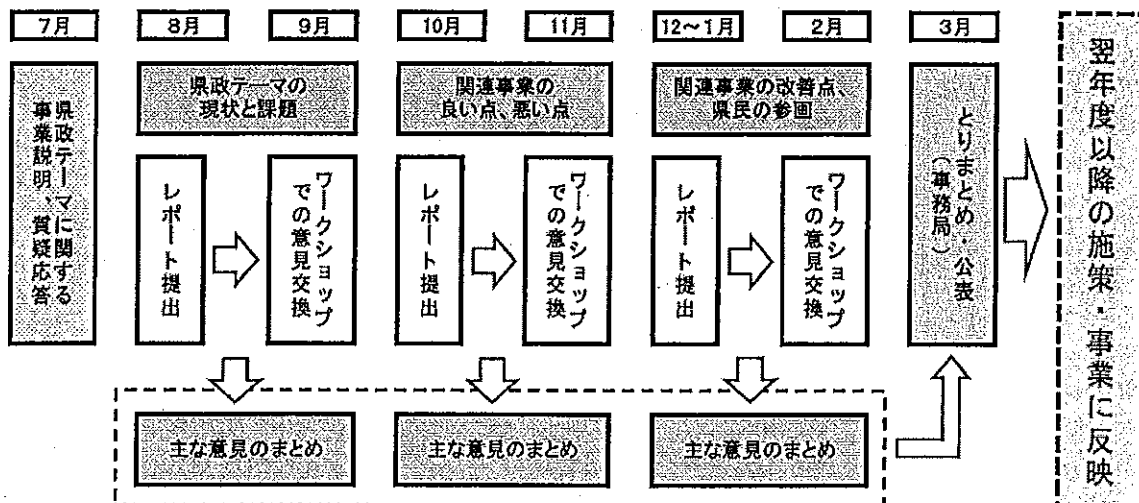 7月
8月
9月
10月
11月
12～1月
2月
3月
県政テーマに関する
事業説明、質疑応答
県政テーマの
現状と課題
関連事業の
良い点、悪い点
関連事業の改善点、
県民の参画
レポート提出
ワークショップ
での意見交換
レポート提出
ワークショップ
での意見交換
レポート提出
ワークショップ
での意見交換
とりまとめ・公表
（事務局）
翌年度以降の施策・事業に反映
主な意見のまとめ
主な意見のまとめ
主な意見のまとめ